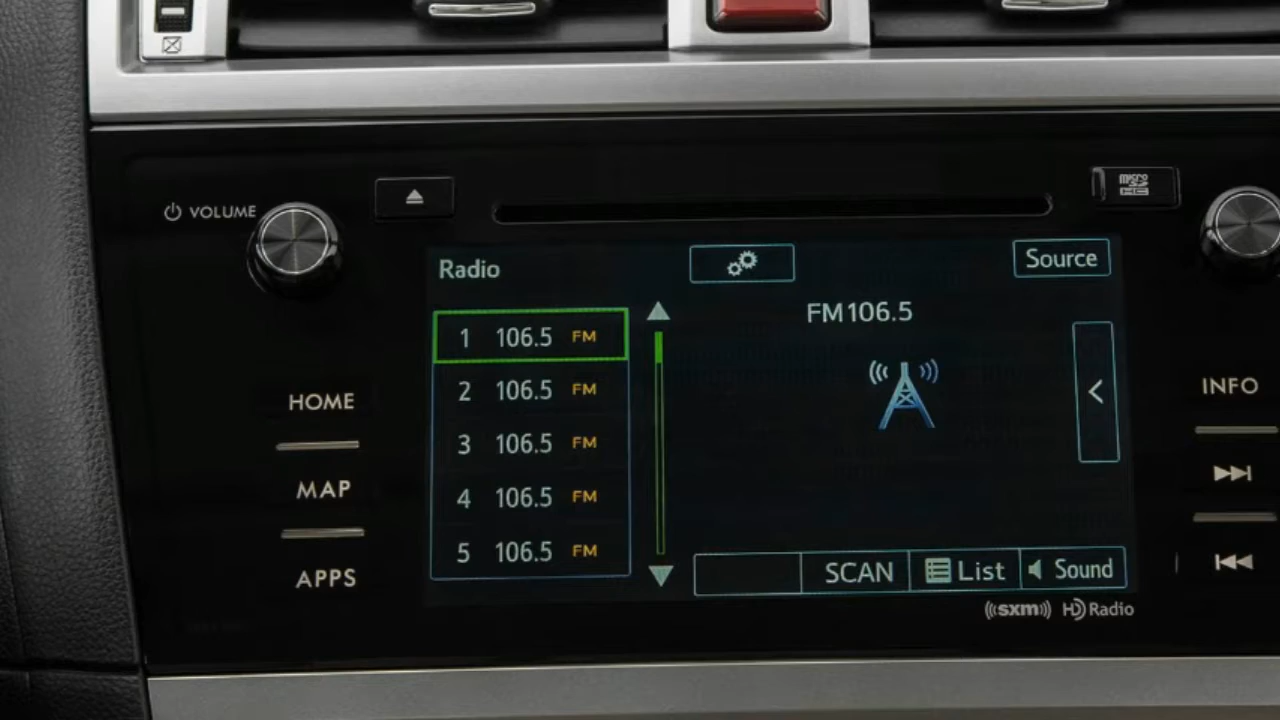 VOLUME
micro
SD
HC
Radio
Source
FM106.5
1 106.5 FM
2 106.5 FM
3 106.5 FM
4 106.5 FM
5 106.5 FM
HOME
MAP
APPS
INFO
SCAN
List
Sound
((sxm))
HD Radio